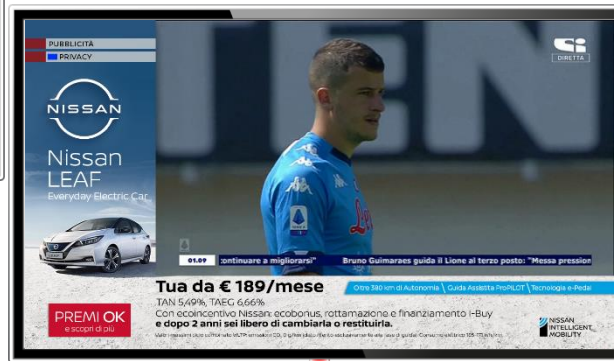 PUBBLICITÀ
PRIVACY
NISSAN
Nissan
LEAF
Everyday Electric Car
DIRETTA
01.09 continuare a migliorarsi" Bruno Guimaraes guida il Lione al terzo posto: "Messa pression
Tua da € 189/mese
Oltre 380 km di Autonomia \ Guida Assistita ProPILOT \ Tecnologia e-Pedal
TAN 5,49%, TAEG 6,66%
Con ecoincentivo Nissan: ecobonus, rottamazione e finanziamento I-Buy
e dopo 2 anni sei libero di cambiarla o restituirla.
PREMI OK
e scopri di più
NISSAN
INTELLIGENT
MOBILITY